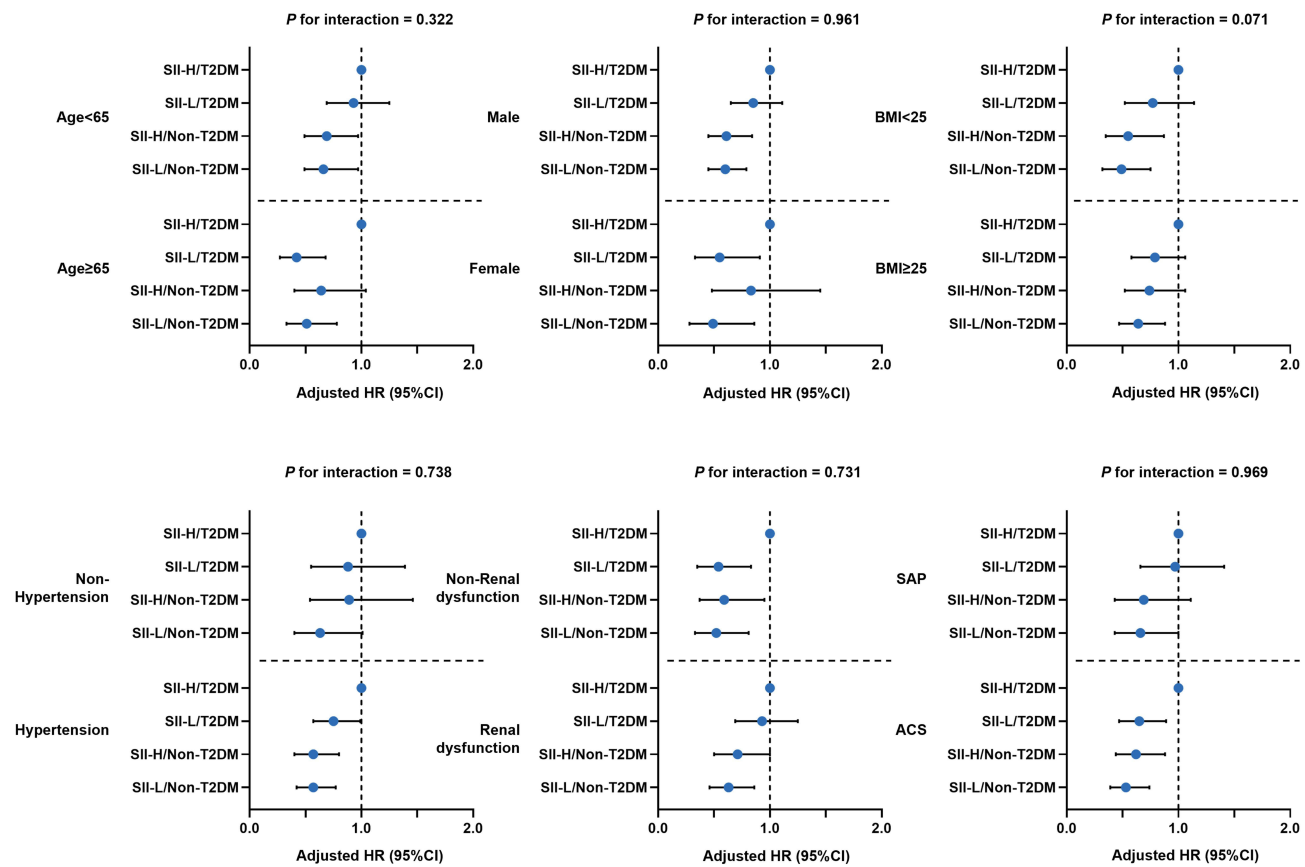 P for interaction = 0.322
SII-H/T2DM
SII-L/T2DM
Age<65
SII-H/Non-T2DM
SII-L/Non-T2DM
SII-H/T2DM
SII-L/T2DM
Age≥65
SII-H/Non-T2DM
SII-L/Non-T2DM
0.0 1.0 2.0
Adjusted HR (95%CI)
P for interaction = 0.961
SII-H/T2DM
SII-L/T2DM
Male
SII-H/Non-T2DM
SII-L/Non-T2DM
SII-H/T2DM
SII-L/T2DM
Female
SII-H/Non-T2DM
SII-L/Non-T2DM
0.0 1.0 2.0
Adjusted HR (95%CI)
P for interaction = 0.071
SII-H/T2DM
SII-L/T2DM
BMI<25
SII-H/Non-T2DM
SII-L/Non-T2DM
SII-H/T2DM
SII-L/T2DM
BMI≥25
SII-H/Non-T2DM
SII-L/Non-T2DM
0.0 1.0 2.0
Adjusted HR (95%CI)
P for interaction = 0.738
SII-H/T2DM
SII-L/T2DM
Non-
Hypertension
SII-H/Non-T2DM
SII-L/Non-T2DM
SII-H/T2DM
SII-L/T2DM
Hypertension
SII-H/Non-T2DM
SII-L/Non-T2DM
0.0 1.0 2.0
Adjusted HR (95%CI)
P for interaction = 0.731
SII-H/T2DM
SII-L/T2DM
Non-Renal
dysfunction
SII-H/Non-T2DM
SII-L/Non-T2DM
SII-H/T2DM
SII-L/T2DM
Renal
dysfunction
SII-H/Non-T2DM
SII-L/Non-T2DM
0.0 1.0 2.0
Adjusted HR (95%CI)
P for interaction = 0.969
SII-H/T2DM
SII-L/T2DM
SAP
SII-H/Non-T2DM
SII-L/Non-T2DM
SII-H/T2DM
SII-L/T2DM
ACS
SII-H/Non-T2DM
SII-L/Non-T2DM
0.0 1.0 2.0
Adjusted HR (95%CI)